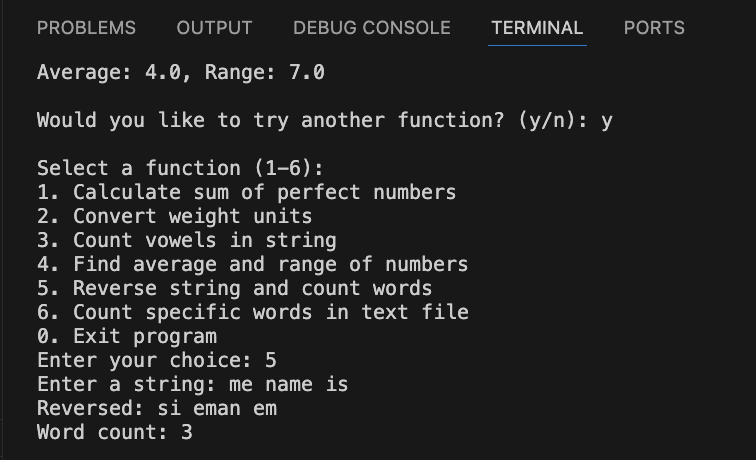 PROBLEMS OUTPUT DEBUG CONSOLE TERMINAL PORTS
Average: 4.0, Range: 7.0
Would you like to try another function? (y/n): y
Select a function (1-6):
1. Calculate sum of perfect numbers
2. Convert weight units
3. Count vowels in string
4. Find average and range of numbers
5. Reverse string and count words
6. Count specific words in text file
0. Exit program
Enter your choice: 5
Enter a string: me name is
Reversed: si eman em
Word count: 3